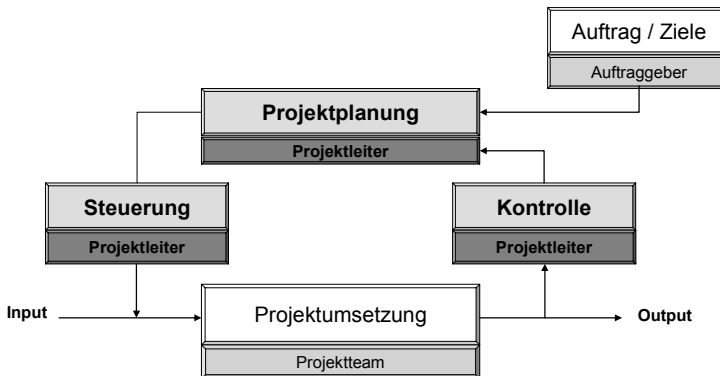 Auftrag / Ziele
Auftraggeber
Projektplanung
Projektleiter
Steuerung
Projektleiter
Kontrolle
Projektleiter
Input
Projektumsetzung
Output
Projektteam